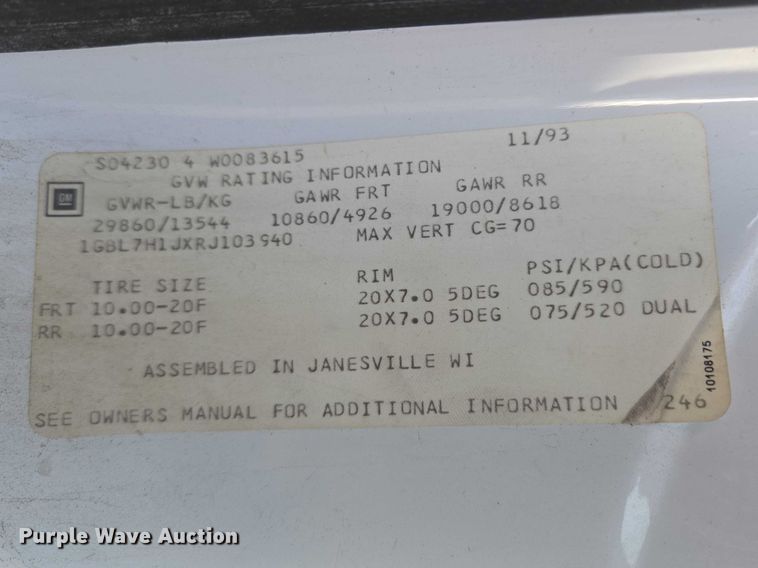 SO4230 4 W0083615 11/93
GVW RATING INFORMATION
GM
GVWR-LB/KG GAWR FRT GAWR RR
29860/13544 10860/4926 19000/8618
1GBL7H1JXRJ103940 MAX VERT CG=70
TIRE SIZE RIM PSI/KPA(COLD)
FRT 10.00-20F 20X7.0 5DEG 085/590
RR 10.00-20F 20X7.0 5DEG 075/520 DUAL
ASSEMBLED IN JANESVILLE WI
10108175
SEE OWNERS MANUAL FOR ADDITIONAL INFORMATION 246
Purple Wave Auction